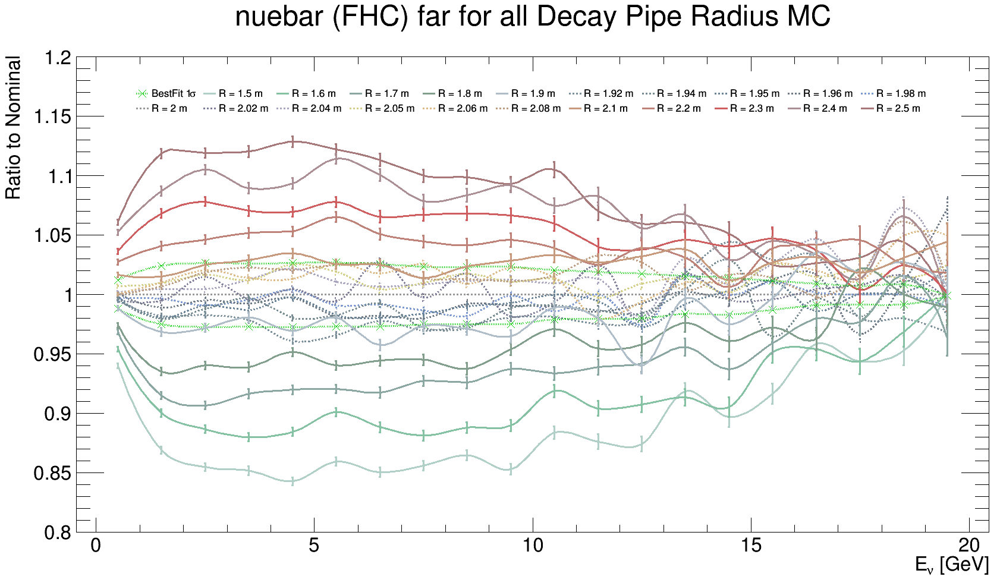 nuebar (FHC) far for all Decay Pipe Radius MC
Ratio to Nominal
1.2
1.15
1.1
1.05
1
0.95
0.9
0.85
0.8
BestFit 1σ R = 1.5 m R = 1.6 m R = 1.7 m R = 1.8 m R = 1.9 m R = 1.92 m R = 1.94 m R = 1.95 m R = 1.96 m R = 1.98 m
R = 2 m R = 2.02 m R = 2.04 m R = 2.05 m R = 2.06 m R = 2.08 m R = 2.1 m R = 2.2 m R = 2.3 m R = 2.4 m R = 2.5 m
0 5 10 15 20
Eν [GeV]